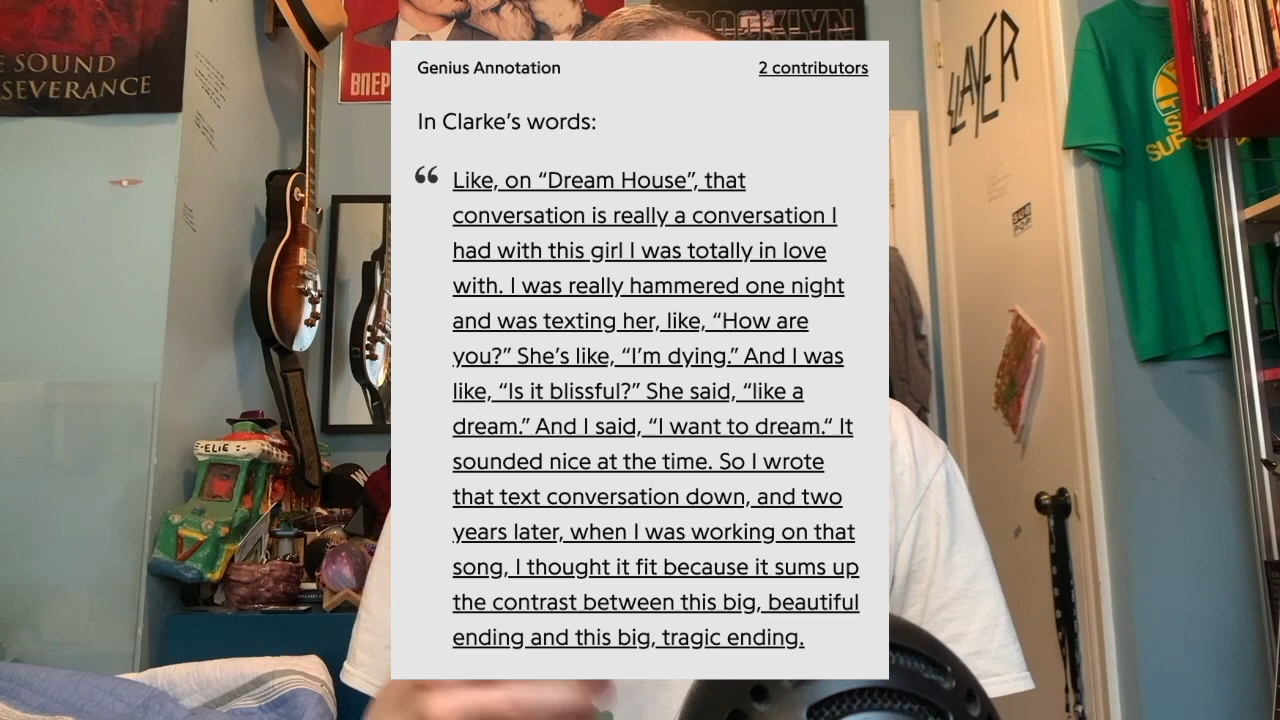 E SOUND
SEVERANCE
ВПЕР
BROOKLYN
SLAYER
SUB
POP
S
SUP
E-ELIE
Genius Annotation
2 contributors
In Clarke’s words:
“ Like, on “Dream House”, that
conversation is really a conversation I
had with this girl I was totally in love
with. I was really hammered one night
and was texting her, like, “How are
you?” She’s like, “I’m dying.” And I was
like, “Is it blissful?” She said, “like a
dream.” And I said, “I want to dream.“ It
sounded nice at the time. So I wrote
that text conversation down, and two
years later, when I was working on that
song, I thought it fit because it sums up
the contrast between this big, beautiful
ending and this big, tragic ending.